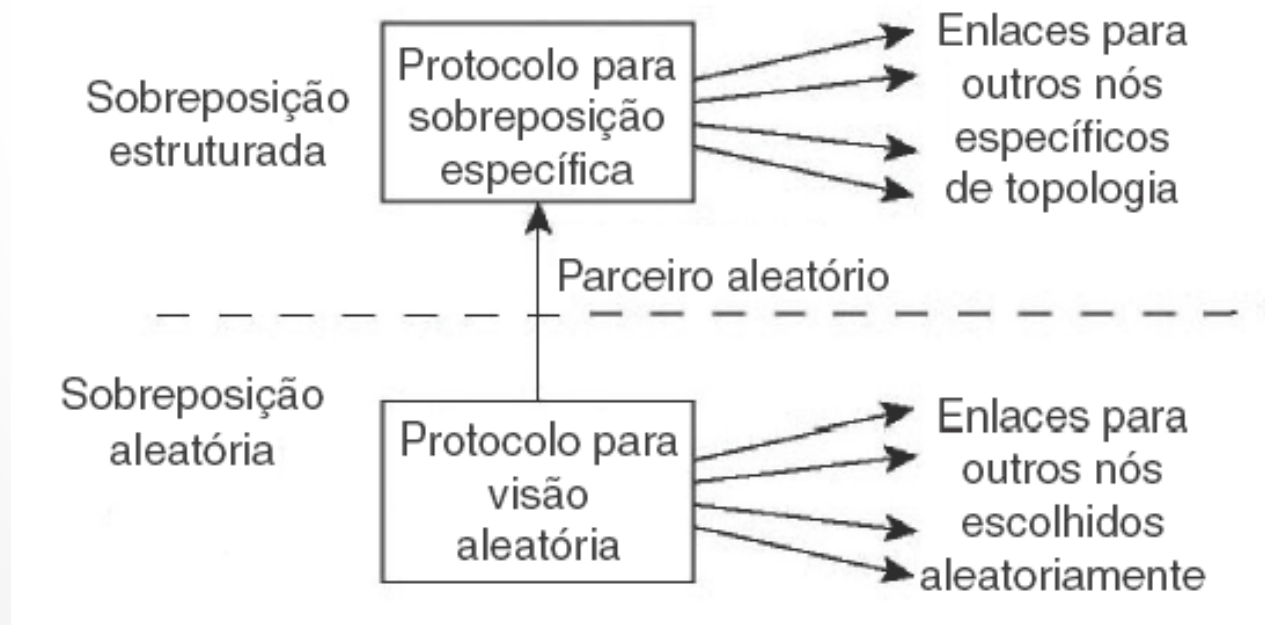 Sobreposição
estruturada
Protocolo para
sobreposição
específica
Enlaces para
outros nós
específicos
de topologia
Parceiro aleatório
Sobreposição
aleatória
Protocolo para
visão
aleatória
Enlaces para
outros nós
escolhidos
aleatoriamente